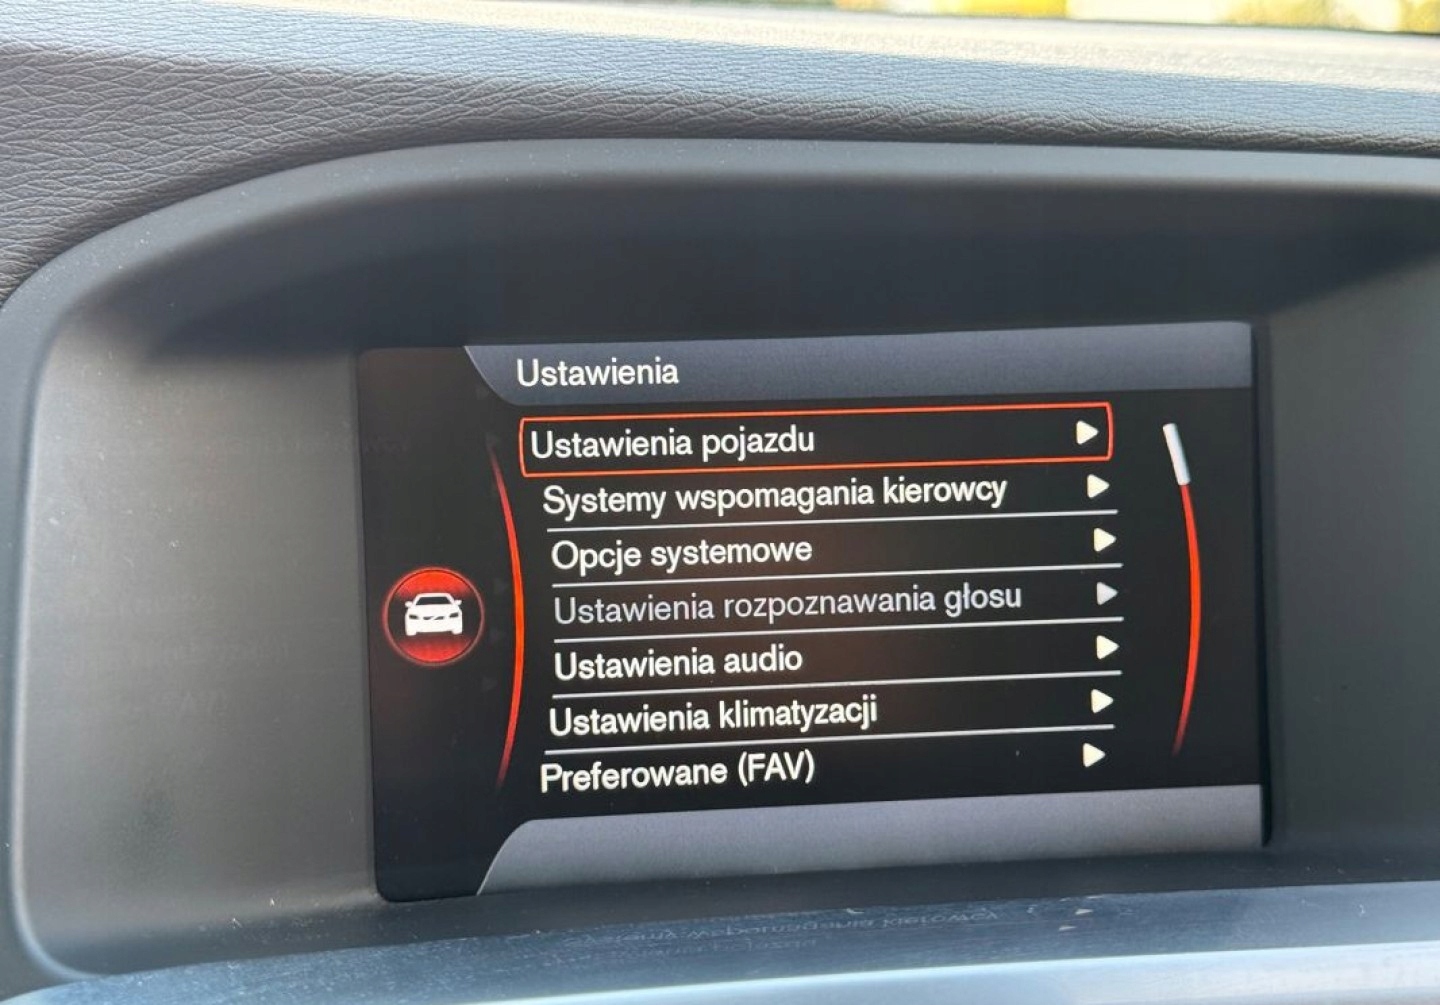 Ustawienia
Ustawienia pojazdu
Systemy wspomagania kierowcy
Opcje systemowe
Ustawienia rozpoznawania głosu
Ustawienia audio
Ustawienia klimatyzacji
Preferowane (FAV)